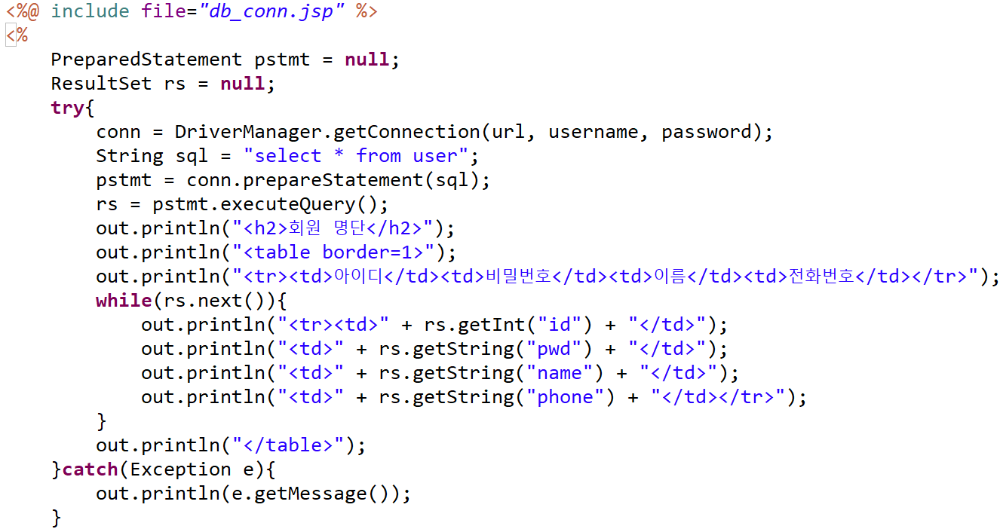 <%@ include file="db_conn.jsp" %>
<%
    PreparedStatement pstmt = null;
    ResultSet rs = null;
    try{
        conn = DriverManager.getConnection(url, username, password);
        String sql = "select * from user";
        pstmt = conn.prepareStatement(sql);
        rs = pstmt.executeQuery();
        out.println("<h2>회원 명단</h2>");
        out.println("<table border=1>");
        out.println("<tr><td>아이디</td><td>비밀번호</td><td>이름</td><td>전화번호</td></tr>");
        while(rs.next()){
            out.println("<tr><td>" + rs.getInt("id") + "</td>");
            out.println("<td>" + rs.getString("pwd") + "</td>");
            out.println("<td>" + rs.getString("name") + "</td>");
            out.println("<td>" + rs.getString("phone") + "</td></tr>");
        }
        out.println("</table>");
    }catch(Exception e){
        out.println(e.getMessage());
    }